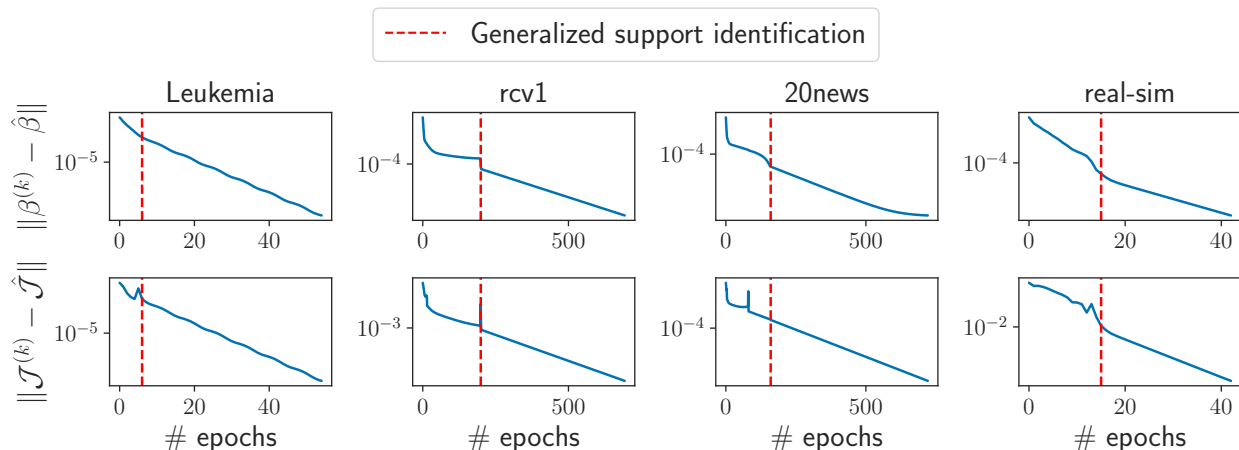 Generalized support identification
Leukemia rcv1 20news real-sim
‖β^(k) − β̂‖
10^−5 10^−4 10^−4 10^−4
0 20 40 0 500 0 500 0 20 40
‖𝒥^(k) − 𝒥̂‖
10^−5 10^−3 10^−4 10^−2
0 20 40 0 500 0 500 0 20 40
# epochs # epochs # epochs # epochs